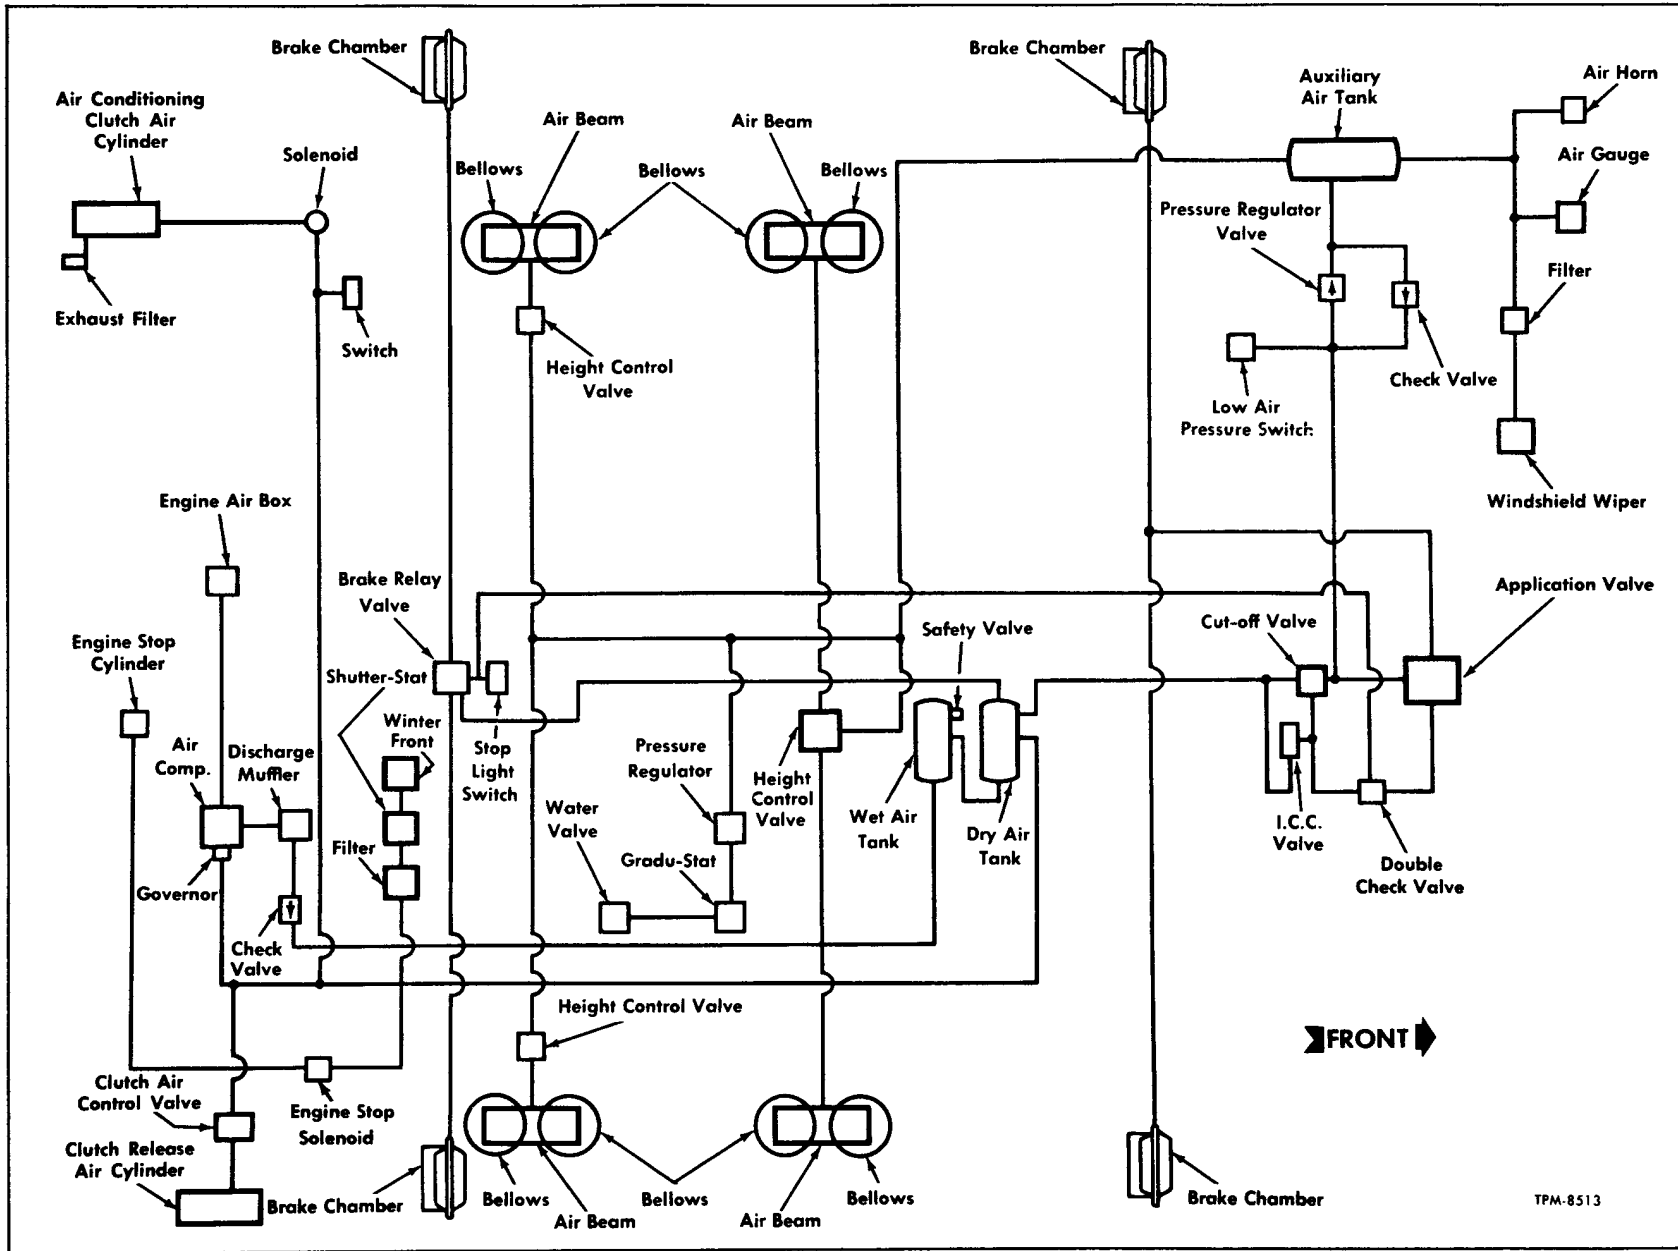 Brake Chamber
Brake Chamber
Auxiliary
Air Tank
Air Horn
Air Conditioning
Clutch Air
Cylinder
Solenoid
Air Beam
Air Beam
Bellows
Bellows
Bellows
Air Gauge
Pressure Regulator
Valve
Filter
Exhaust Filter
Switch
Height Control
Valve
Check Valve
Low Air
Pressure Switch
Windshield Wiper
Engine Air Box
Brake Relay
Valve
Application Valve
Engine Stop
Cylinder
Shutter-Stat
Safety Valve
Cut-off Valve
Winter
Front
Air
Comp.
Discharge
Muffler
Stop
Light
Switch
Pressure
Regulator
Height
Control
Valve
Water
Valve
Wet Air
Tank
Dry Air
Tank
I.C.C.
Valve
Filter
Gradu-Stat
Double
Check Valve
Governor
Check
Valve
Height Control Valve
FRONT
Clutch Air
Control Valve
Engine Stop
Solenoid
Clutch Release
Air Cylinder
Brake Chamber
Bellows
Air Beam
Bellows
Air Beam
Bellows
Brake Chamber
TPM-8513